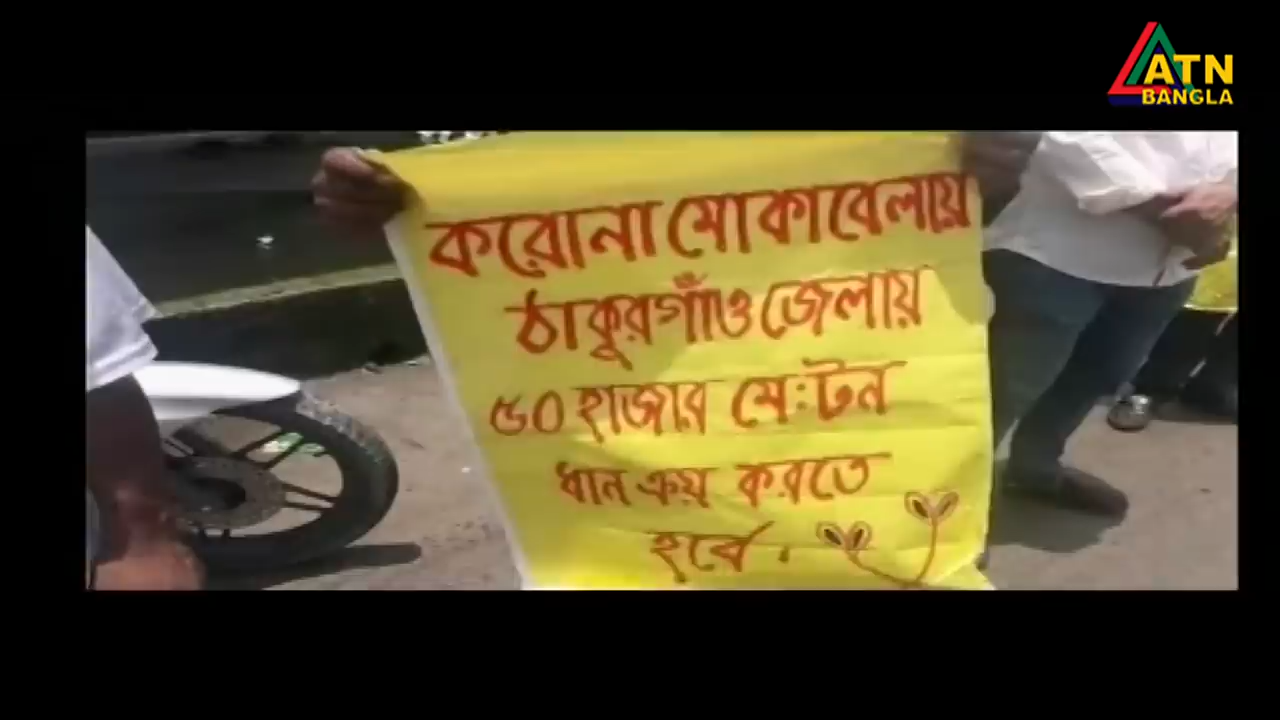 ATN
BANGLA
করোনা মোকাবেলায়
ঠাকুরগাঁও জেলায়
৫০ হাজার মে:টন
ধান ক্রয় করতে
হবে।